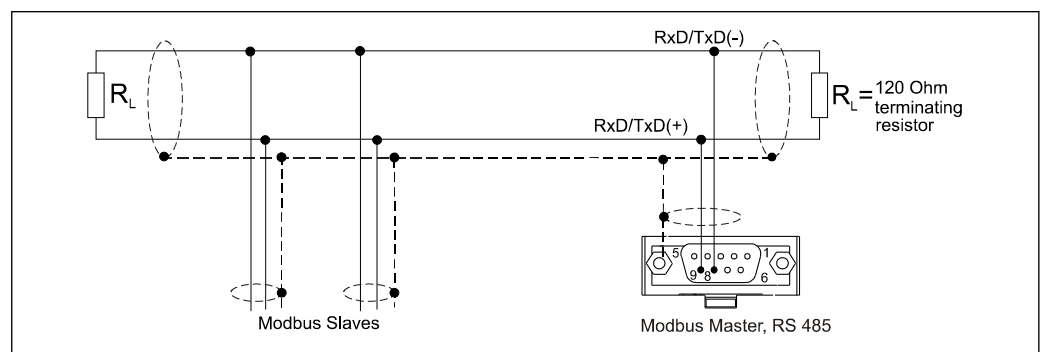 RxD/TxD(-)
R_L
R_L= 120 Ohm
terminating
resistor
RxD/TxD(+)
5
1
9
8
6
Modbus Slaves
Modbus Master, RS 485